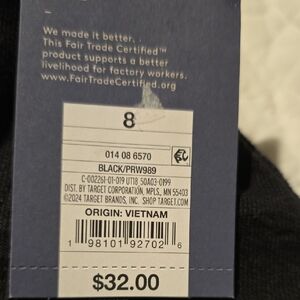 We made it better.
This Fair Trade Certified™
product supports a better
livelihood for factory workers.
www.FairTradeCertified.org
8
014 08 6570
BLACK/PRW989
C-002261-01-019 U118 50A03-0199
DIST. BY TARGET CORPORATION, MPLS., MN 55403
©2024 TARGET BRANDS, INC. SHOP TARGET.COM
ORIGIN: VIETNAM
1 98101 92702 6
$32.00